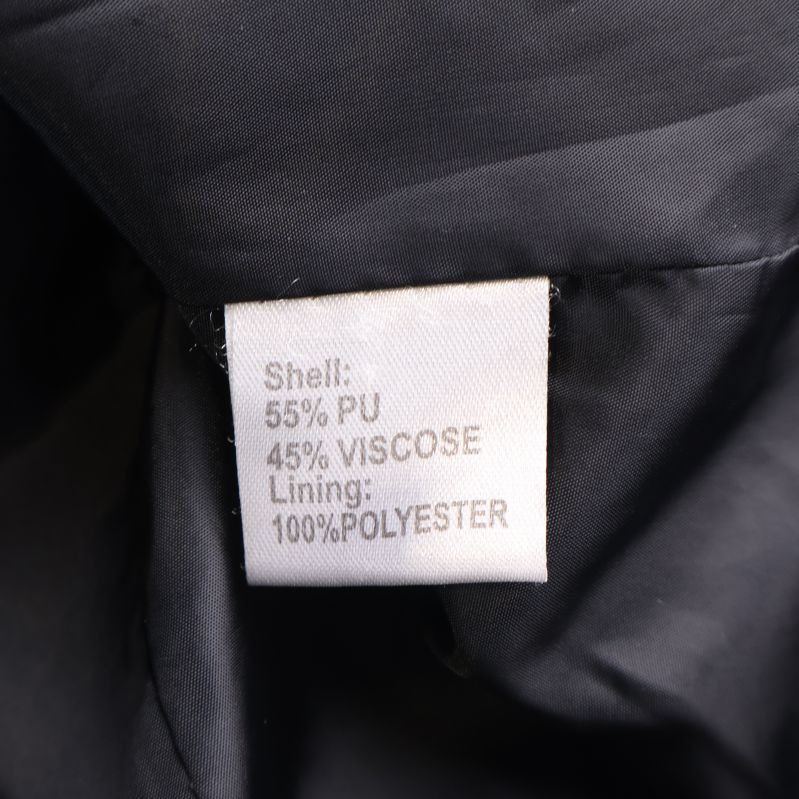 Shell:
55% PU
45% VISCOSE
Lining:
100%POLYESTER